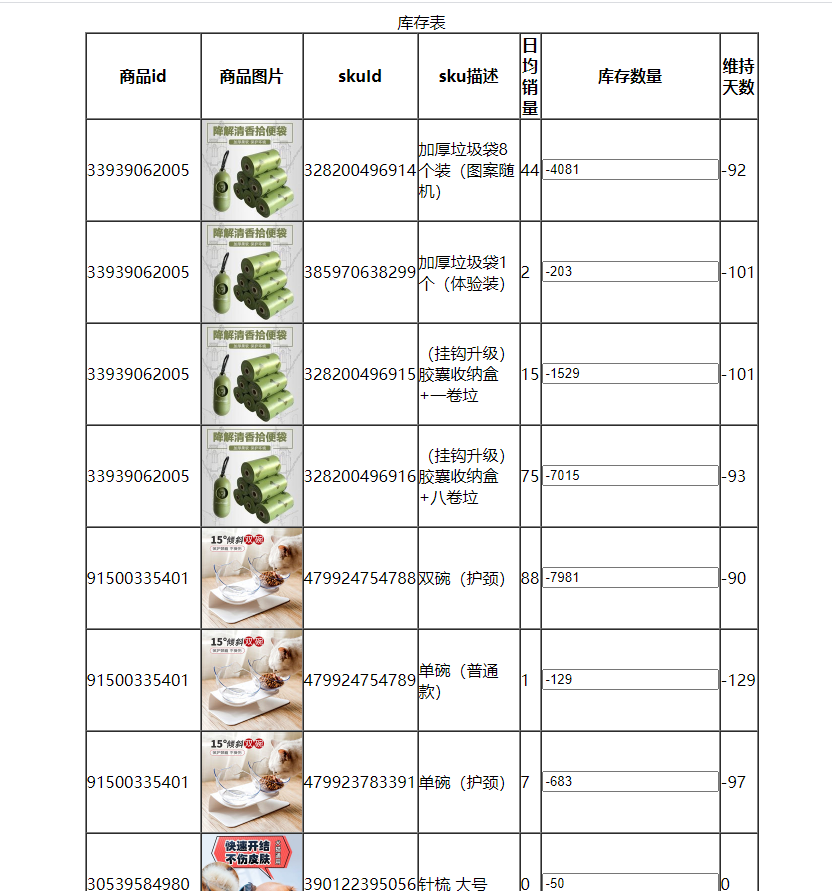 库存表
商品id 商品图片 skuId sku描述 日均销量 库存数量 维持天数
33939062005 降解清香拾便袋 328200496914 加厚垃圾袋8个装（图案随机） 44 -4081 -92
33939062005 降解清香拾便袋 385970638299 加厚垃圾袋1个（体验装） 2 -203 -101
33939062005 降解清香拾便袋 328200496915 （挂钩升级）胶囊收纳盒+一卷垃 15 -1529 -101
33939062005 降解清香拾便袋 328200496916 （挂钩升级）胶囊收纳盒+八卷垃 75 -7015 -93
91500335401 15°倾斜双碗 479924754788 双碗（护颈） 88 -7981 -90
91500335401 15°倾斜双碗 479924754789 单碗（普通款） 1 -129 -129
91500335401 15°倾斜双碗 479923783391 单碗（护颈） 7 -683 -97
30539584980 快速开结 不伤皮肤 390122395056 针梳 大号 0 -50 0